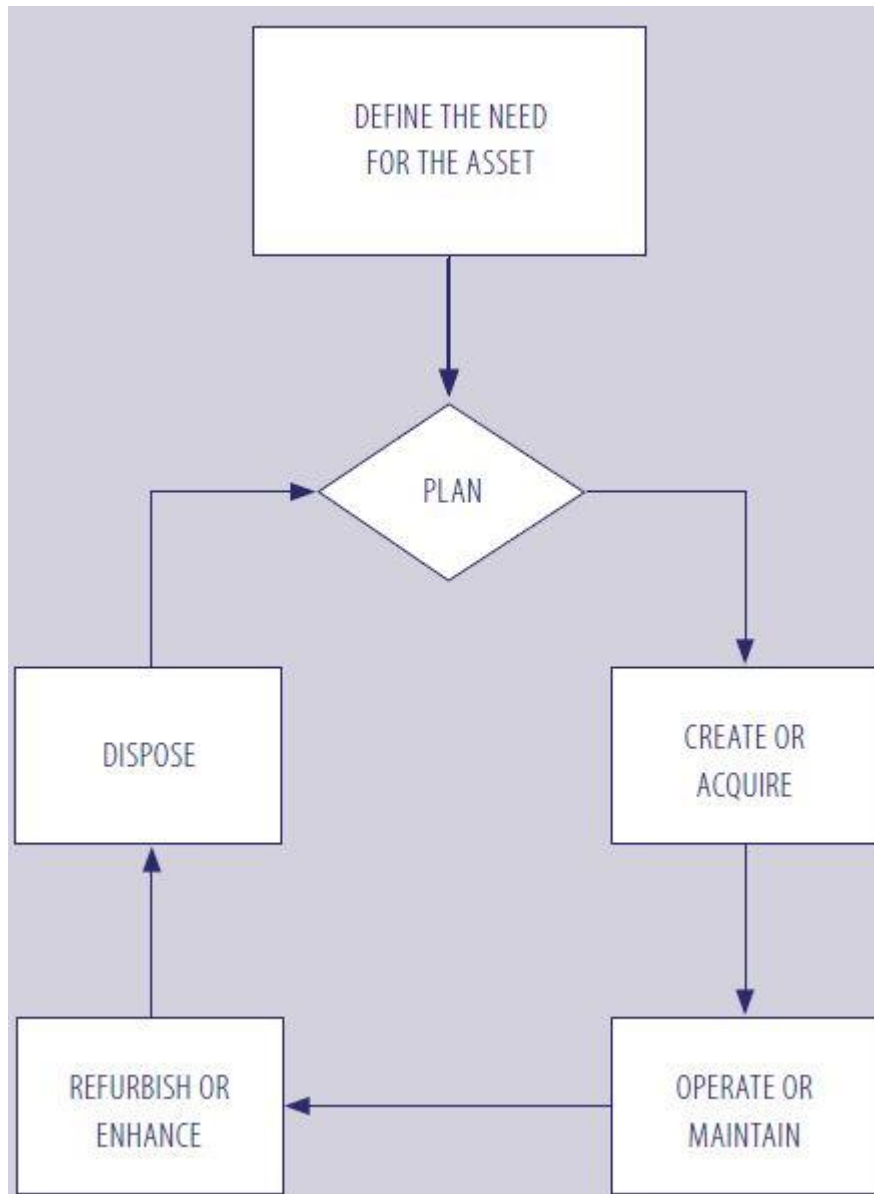 DEFINE THE NEED
FOR THE ASSET
PLAN
DISPOSE
CREATE OR
ACQUIRE
REFURBISH OR
ENHANCE
OPERATE OR
MAINTAIN